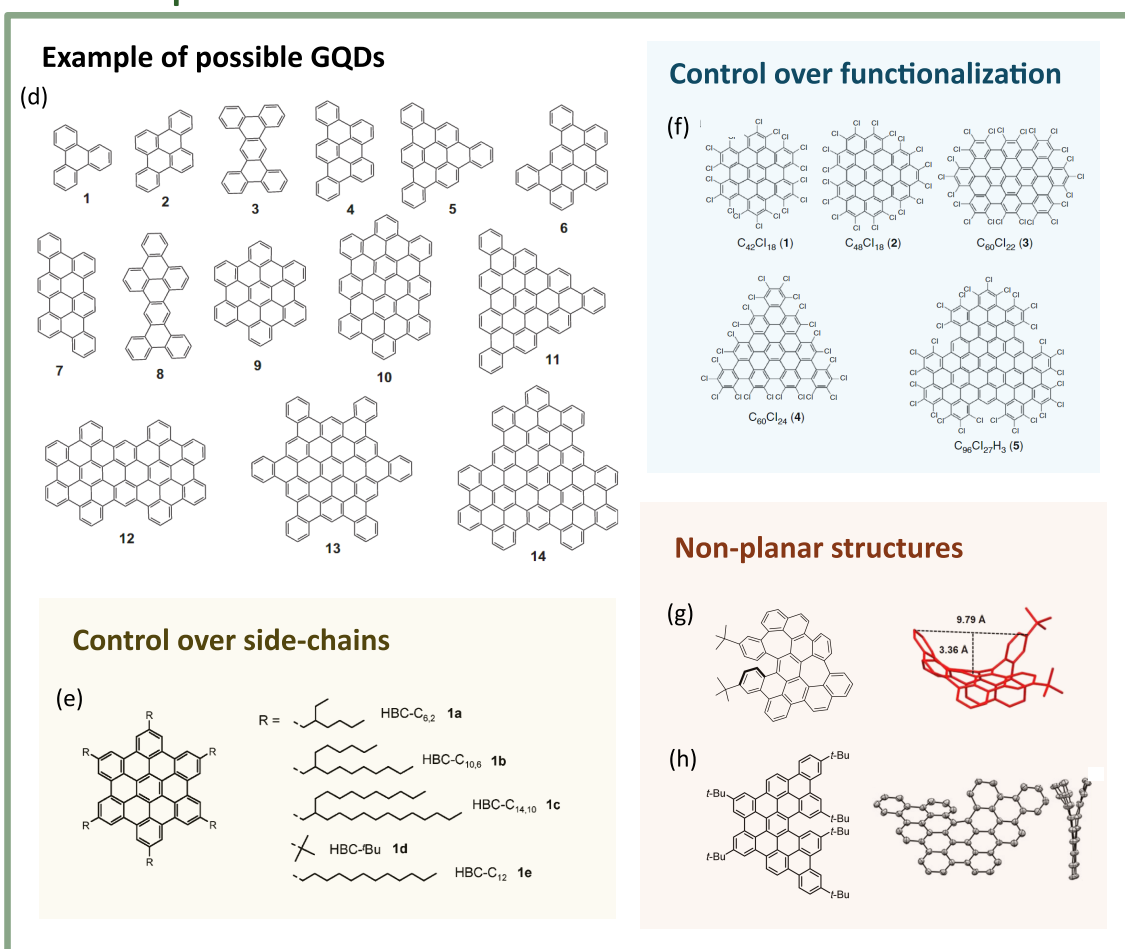 Example of possible GQDs
(d)
1
2
3
4
5
6
7
8
9
10
11
12
13
14
Control over side-chains
(e)
R
R
R
R
R
R
R =
HBC-C6,2 1a
HBC-C10,6 1b
HBC-C14,10 1c
HBC-tBu 1d
HBC-C12 1e
Control over functionalization
(f)
C42Cl18 (1)
C48Cl18 (2)
C60Cl22 (3)
C60Cl24 (4)
C96Cl27H3 (5)
Non-planar structures
(g)
9.79 Å
3.36 Å
(h)
t-Bu
t-Bu
t-Bu
t-Bu
t-Bu
t-Bu